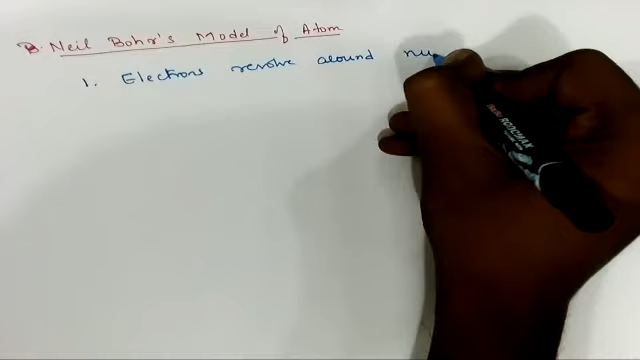 B. Neil Bohr's Model of Atom
1. Electrons revolve around nu